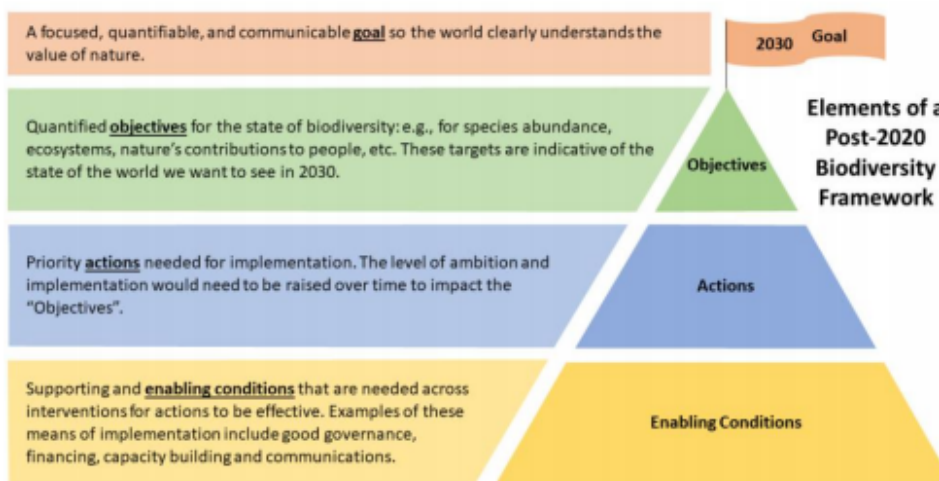 A focused, quantifiable, and communicable goal so the world clearly understands the
value of nature.
2030 Goal
Elements of a
Post-2020
Biodiversity
Framework
Quantified objectives for the state of biodiversity: e.g., for species abundance,
ecosystems, nature's contributions to people, etc. These targets are indicative of the
state of the world we want to see in 2030.
Objectives
Priority actions needed for implementation. The level of ambition and
implementation would need to be raised over time to impact the
“Objectives”.
Actions
Supporting and enabling conditions that are needed across
interventions for actions to be effective. Examples of these
means of implementation include good governance,
financing, capacity building and communications.
Enabling Conditions